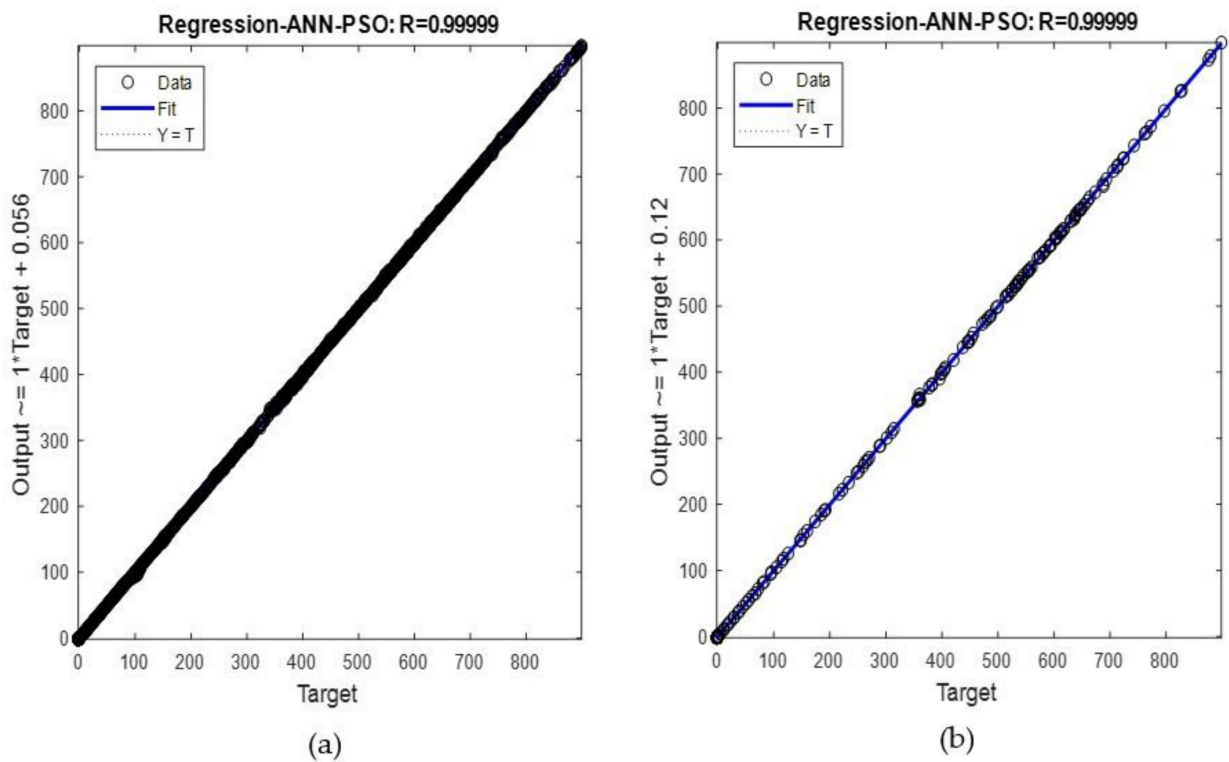 Regression-ANN-PSO: R=0.99999
Data
Fit
Y = T
Output ~= 1*Target + 0.056
800
700
600
500
400
300
200
100
0
0 100 200 300 400 500 600 700 800
Target
(a)
Regression-ANN-PSO: R=0.99999
Data
Fit
Y = T
Output ~= 1*Target + 0.12
800
700
600
500
400
300
200
100
0
0 100 200 300 400 500 600 700 800
Target
(b)